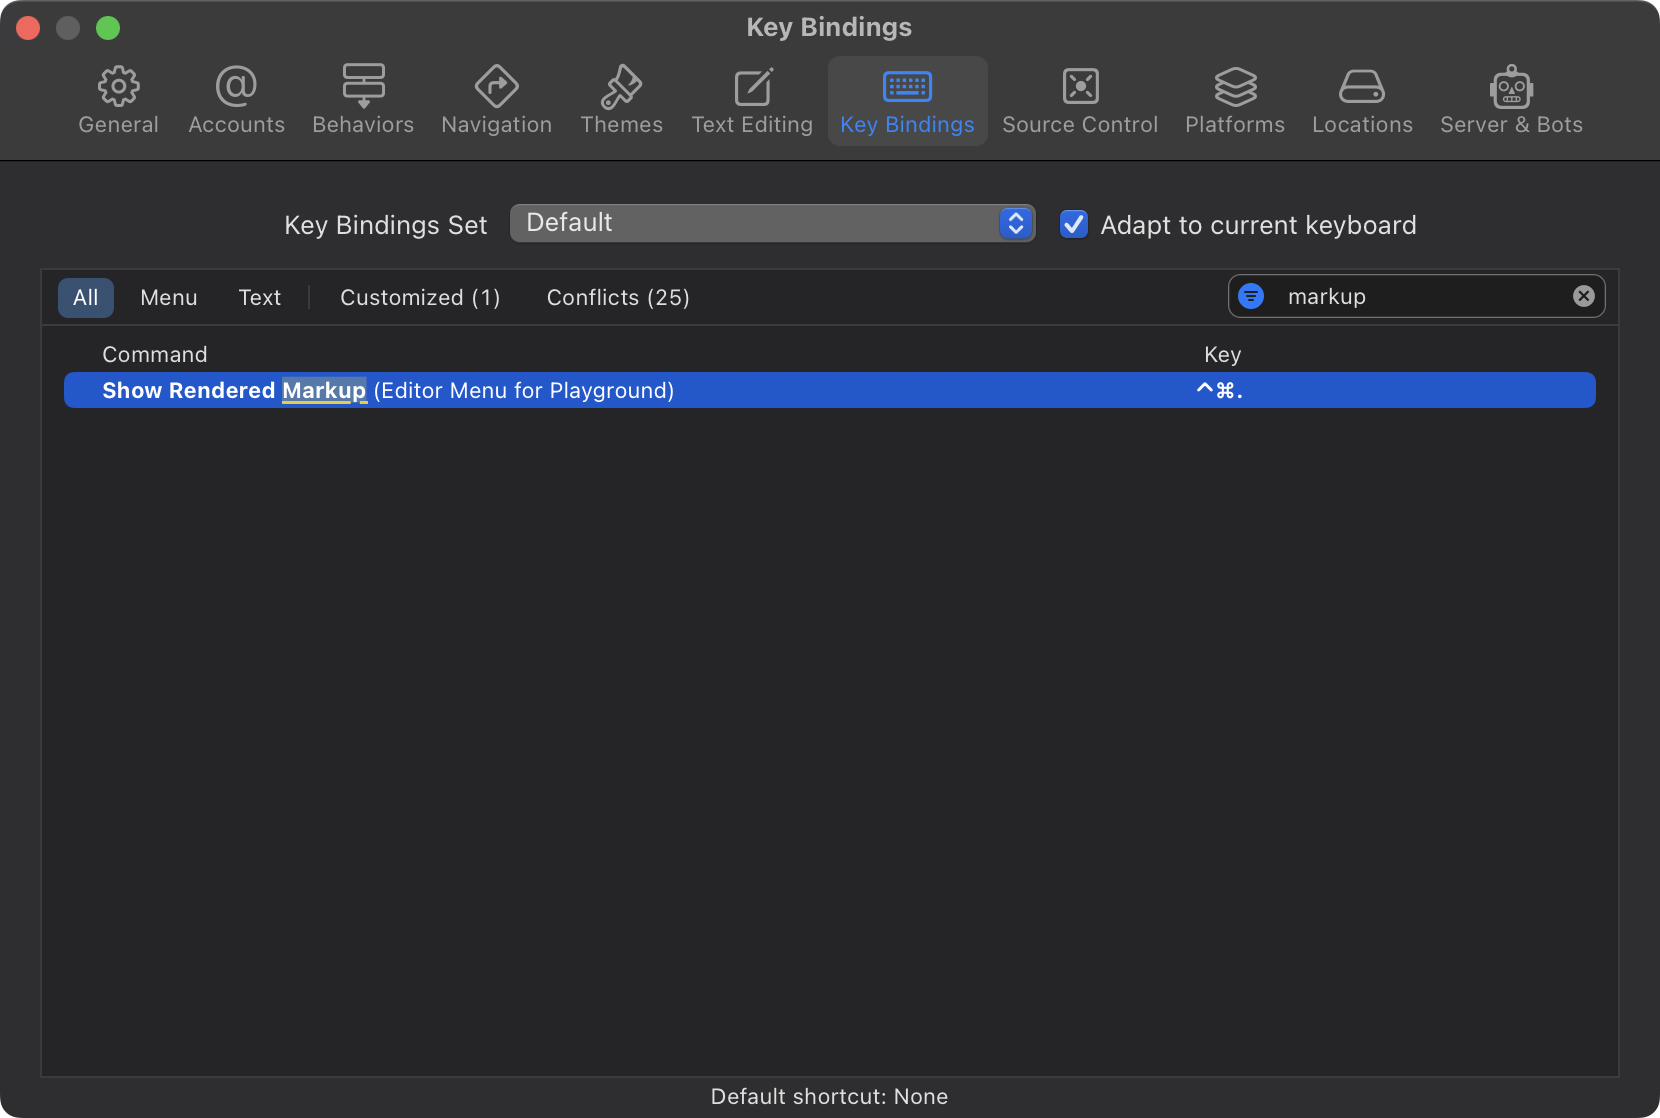 Key Bindings
General Accounts Behaviors Navigation Themes Text Editing Key Bindings Source Control Platforms Locations Server & Bots
Key Bindings Set Default Adapt to current keyboard
All Menu Text Customized (1) Conflicts (25) markup
Command Key
Show Rendered Markup (Editor Menu for Playground) ^⌘.
Default shortcut: None